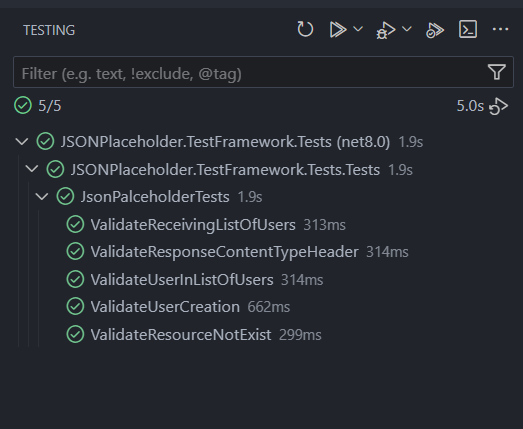 TESTING
Filter (e.g. text, !exclude, @tag)
5/5 5.0s
JSONPlaceholder.TestFramework.Tests (net8.0) 1.9s
JSONPlaceholder.TestFramework.Tests.Tests 1.9s
JsonPalceholderTests 1.9s
ValidateReceivingListOfUsers 313ms
ValidateResponseContentTypeHeader 314ms
ValidateUserInListOfUsers 314ms
ValidateUserCreation 662ms
ValidateResourceNotExist 299ms